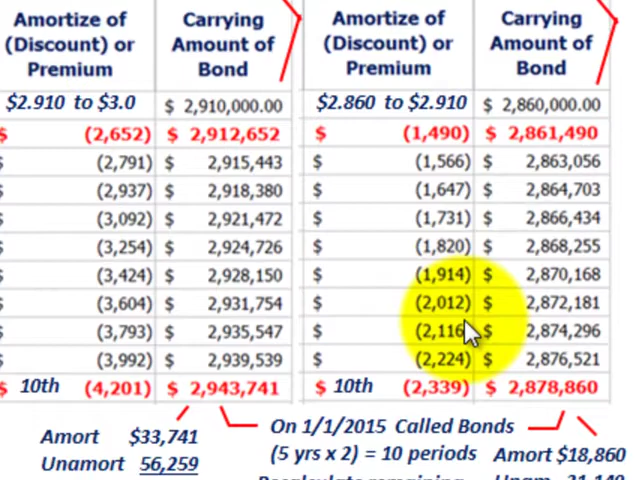 Amortize of Carrying Amortize of Carrying
(Discount) or Amount of (Discount) or Amount of
Premium Bond Premium Bond
$2.910 to $3.0 $ 2,910,000.00 $2.860 to $2.910 $ 2,860,000.00
$ (2,652) $ 2,912,652 $ (1,490) $ 2,861,490
$ (2,791) $ 2,915,443 $ (1,566) $ 2,863,056
$ (2,937) $ 2,918,380 $ (1,647) $ 2,864,703
$ (3,092) $ 2,921,472 $ (1,731) $ 2,866,434
$ (3,254) $ 2,924,726 $ (1,820) $ 2,868,255
$ (3,424) $ 2,928,150 $ (1,914) $ 2,870,168
$ (3,604) $ 2,931,754 $ (2,012) $ 2,872,181
$ (3,793) $ 2,935,547 $ (2,116 $ 2,874,296
$ (3,992) $ 2,939,539 $ (2,224) $ 2,876,521
$ 10th (4,201) $ 2,943,741 $ 10th (2,339) $ 2,878,860
On 1/1/2015 Called Bonds
Amort $33,741 (5 yrs x 2) = 10 periods Amort $18,860
Unamort 56,259 Recalculate remaining